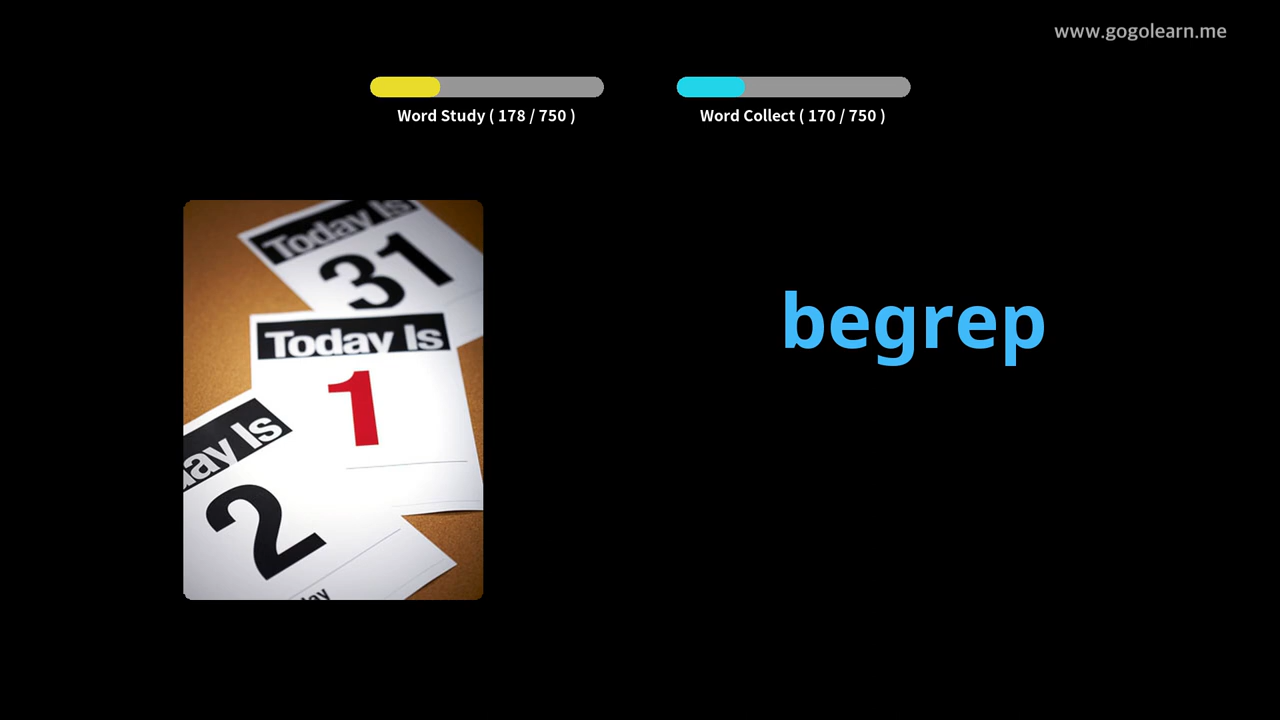 www.gogolearn.me
Word Study ( 178 / 750 )
Word Collect ( 170 / 750 )
Today Is
31
Today Is
1
ay Is
2
begrep